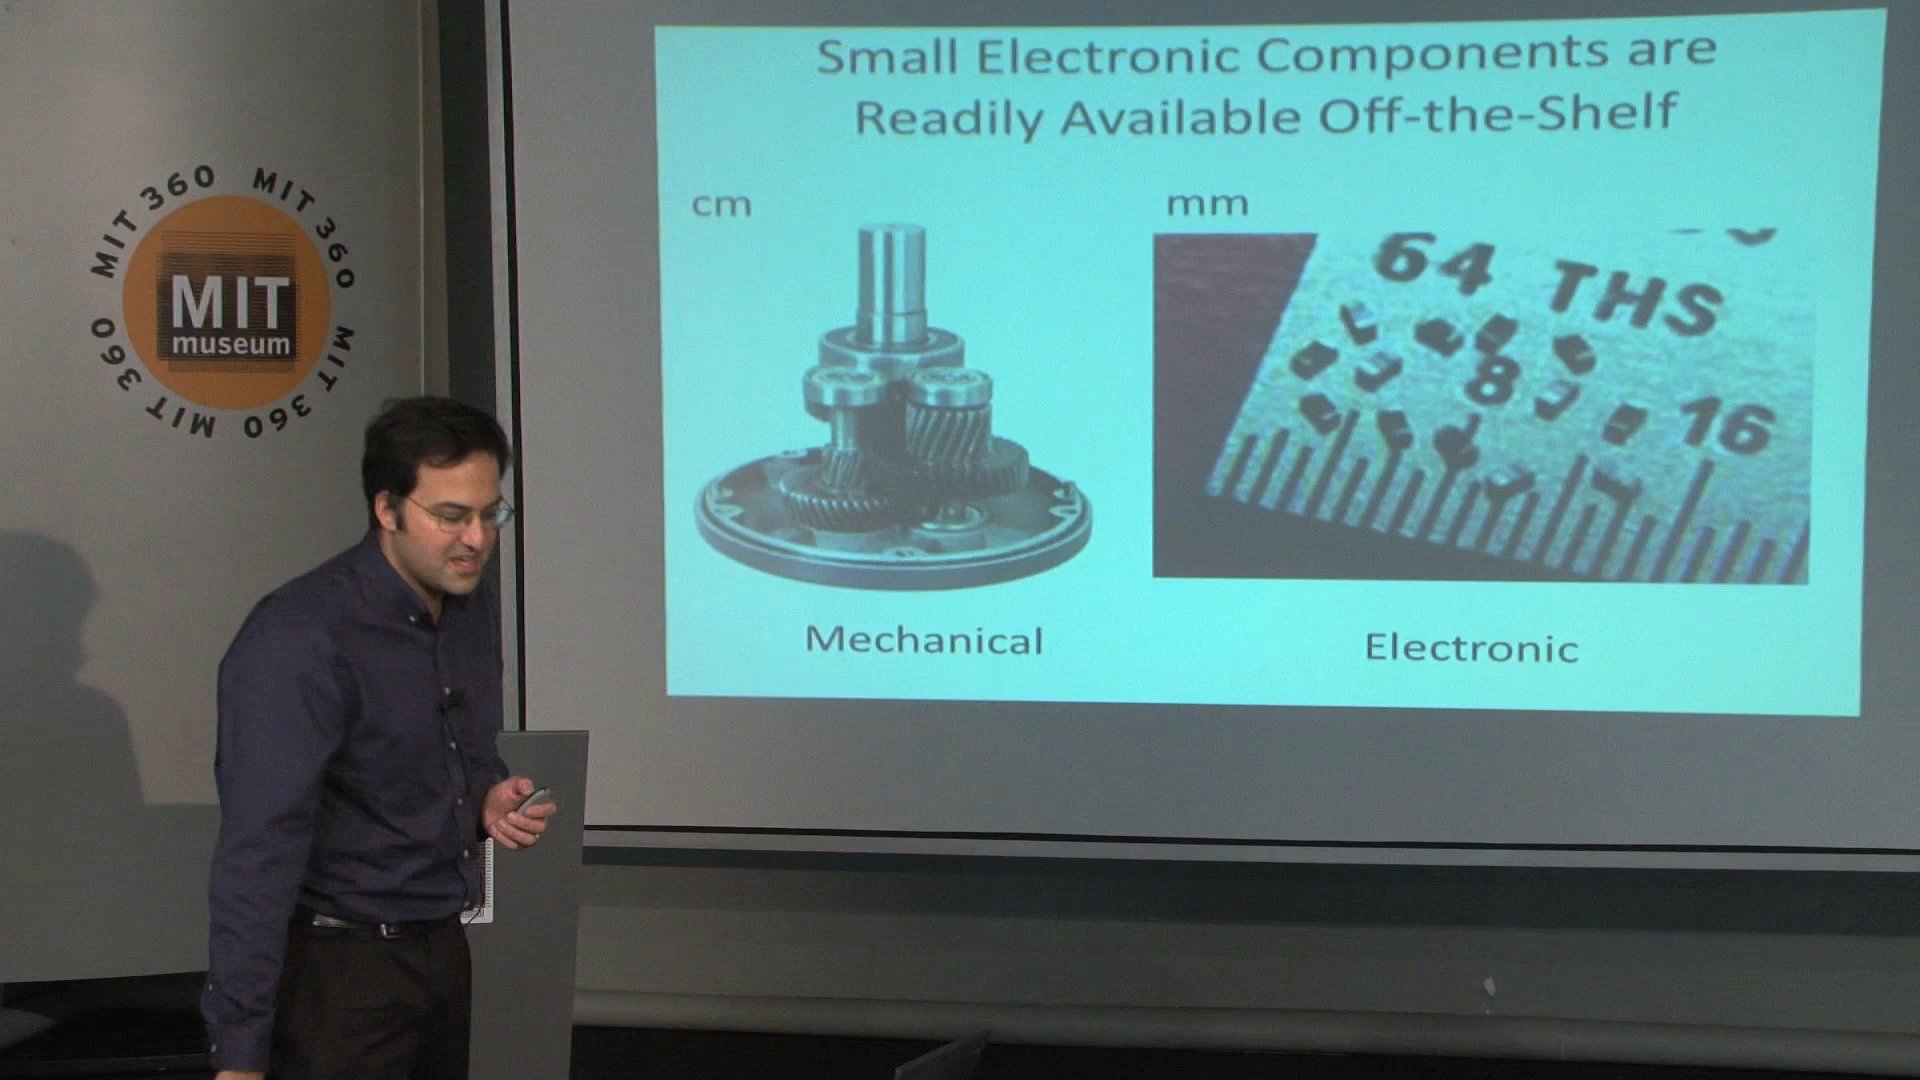 MIT 360 MIT 360 MIT 360 MIT 360
MIT
museum
Small Electronic Components are
Readily Available Off-the-Shelf
cm
mm
64 THS
8
16
Mechanical
Electronic